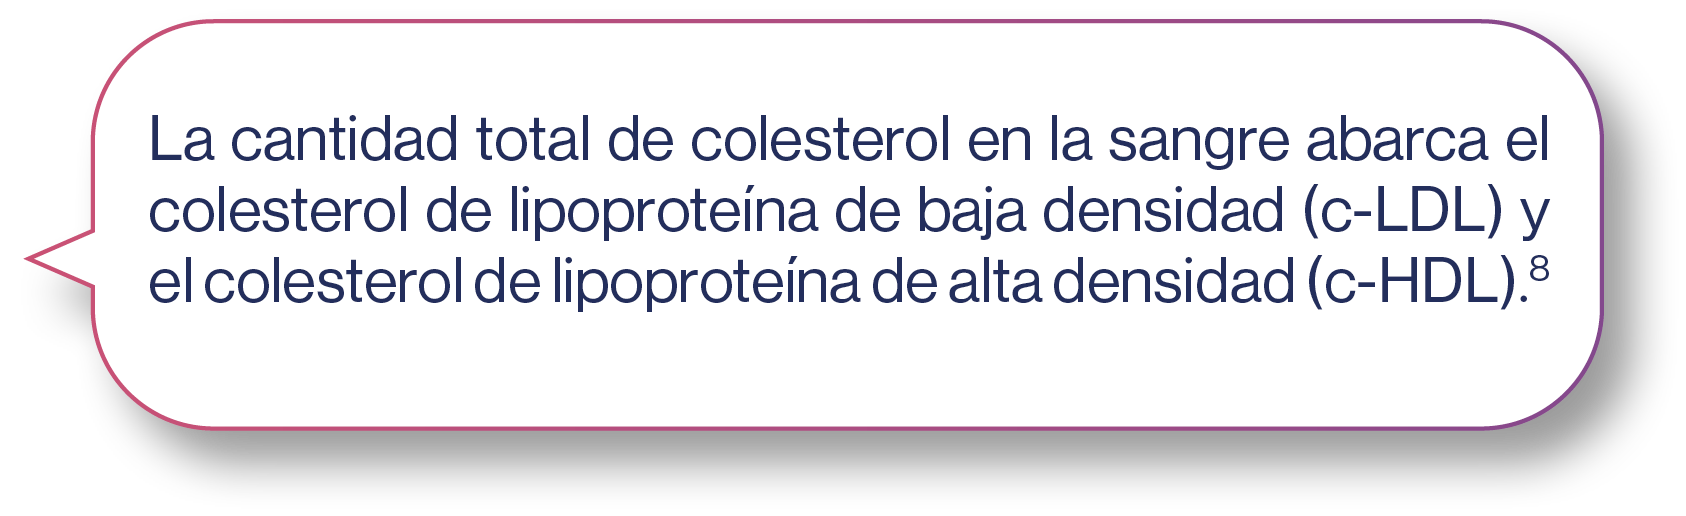 La cantidad total de colesterol en la sangre abarca el
colesterol de lipoproteína de baja densidad (c-LDL) y
el colesterol de lipoproteína de alta densidad (c-HDL).⁸